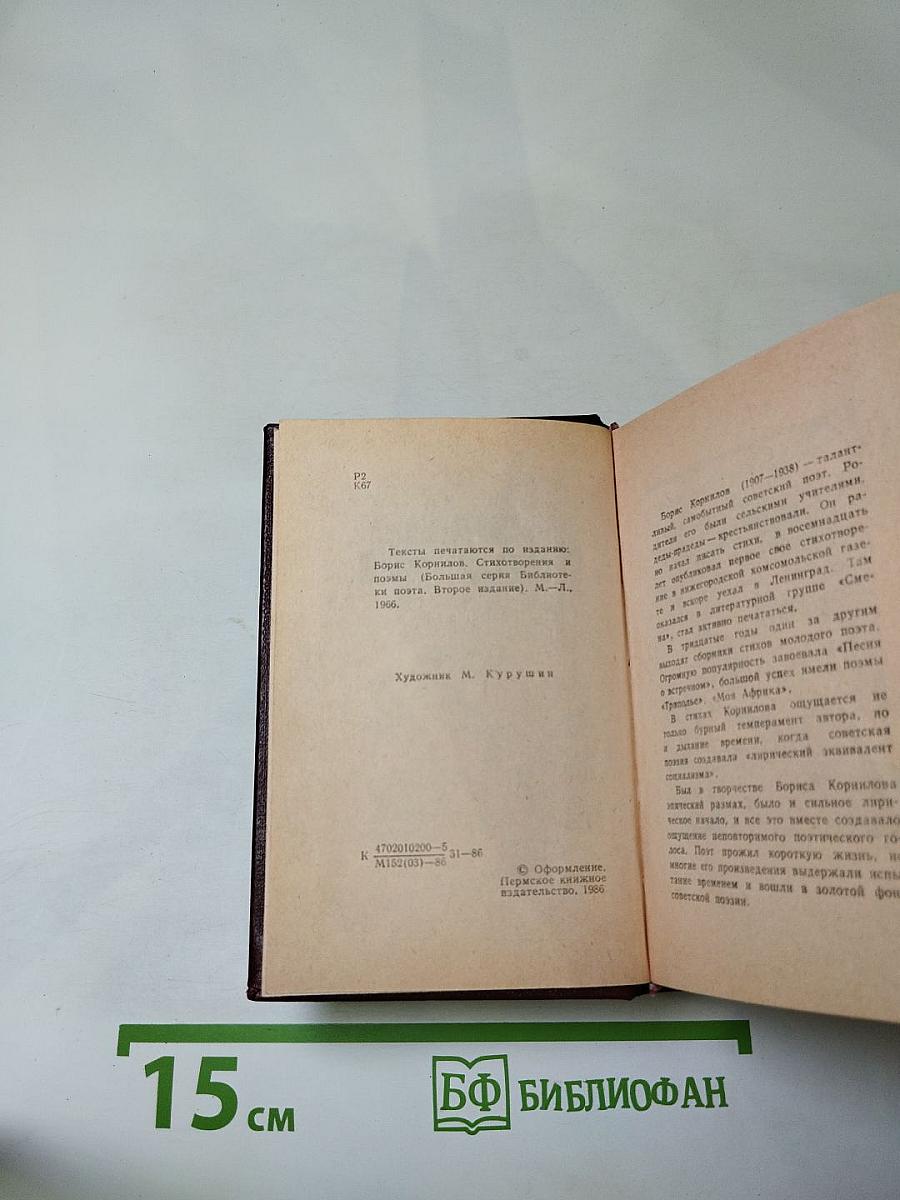 Р2
К67
Тексты печатаются по изданию:
Борис Корнилов. Стихотворения и
поэмы (Большая серия Библиоте-
ки поэта. Второе издание). М.—Л.,
1966.
Художник М. Курушин
К 4702010200—5 31—86
М152(03)—86
© Оформление.
Пермское книжное
издательство, 1986
Борис Корнилов (1907—1938) — талант-
ливый, самобытный советский поэт. Ро-
дители его были сельскими учителями,
деды-прадеды — крестьянствовали. Он ра-
но начал писать стихи, в восемнадцать
лет опубликовал первое свое стихотворе-
ние в нижегородской комсомольской газе-
те и вскоре уехал в Ленинград. Там
оказался в литературной группе «Сме-
на», стал активно печататься.
В тридцатые годы один за другим
выходят сборники стихов молодого поэта.
Огромную популярность завоевала «Песня
о встречном», большой успех имели поэмы
«Триполье», «Моя Африка».
В стихах Корнилова ощущается не
только бурный темперамент автора, но
и дыхание времени, когда советская
поэзия создавала «лирический эквивалент
социализма».
Был в творчестве Бориса Корнилова
эпический размах, было и сильное лири-
ческое начало, и все это вместе создавало
ощущение неповторимого поэтического го-
лоса. Поэт прожил короткую жизнь, но
многие его произведения выдержали испы-
тание временем и вошли в золотой фон
советской поэзии.
15 см
БФ БИБЛИОФАН